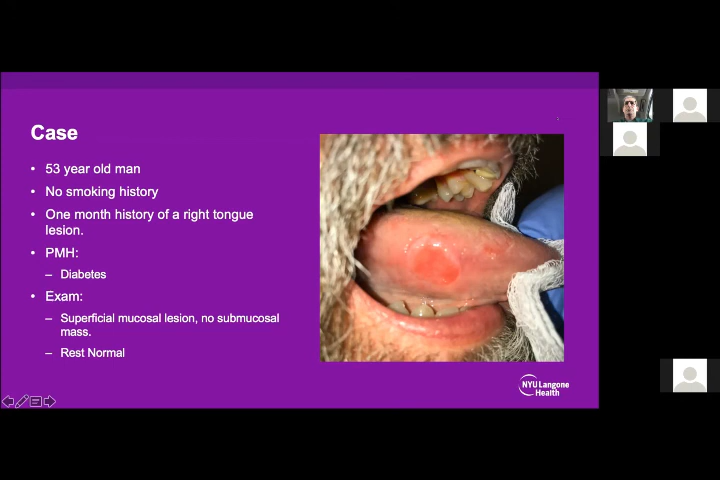 Case
• 53 year old man
• No smoking history
• One month history of a right tongue
lesion.
• PMH:
– Diabetes
• Exam:
– Superficial mucosal lesion, no submucosal
mass.
– Rest Normal
NYU Langone
Health